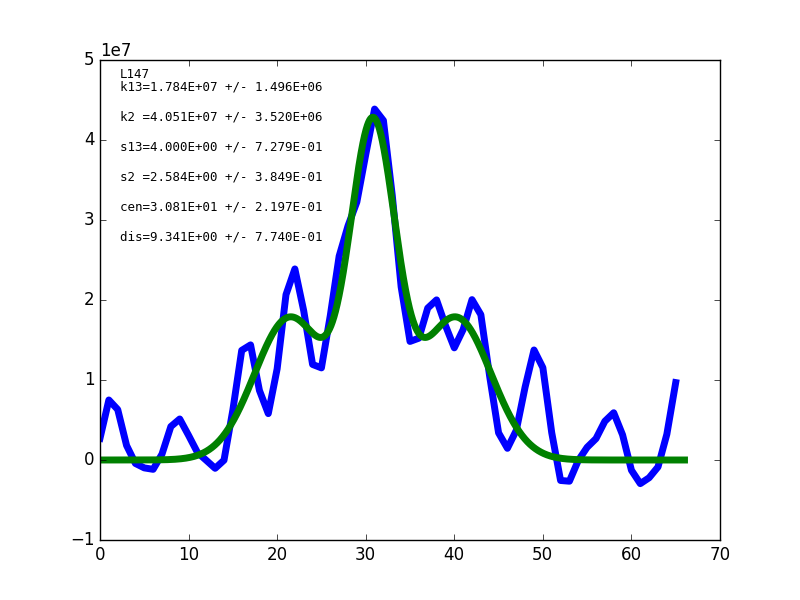 1e7
L147
k13=1.784E+07 +/- 1.496E+06
k2 =4.051E+07 +/- 3.520E+06
s13=4.000E+00 +/- 7.279E-01
s2 =2.584E+00 +/- 3.849E-01
cen=3.081E+01 +/- 2.197E-01
dis=9.341E+00 +/- 7.740E-01
5
4
3
2
1
0
−1
0 10 20 30 40 50 60 70